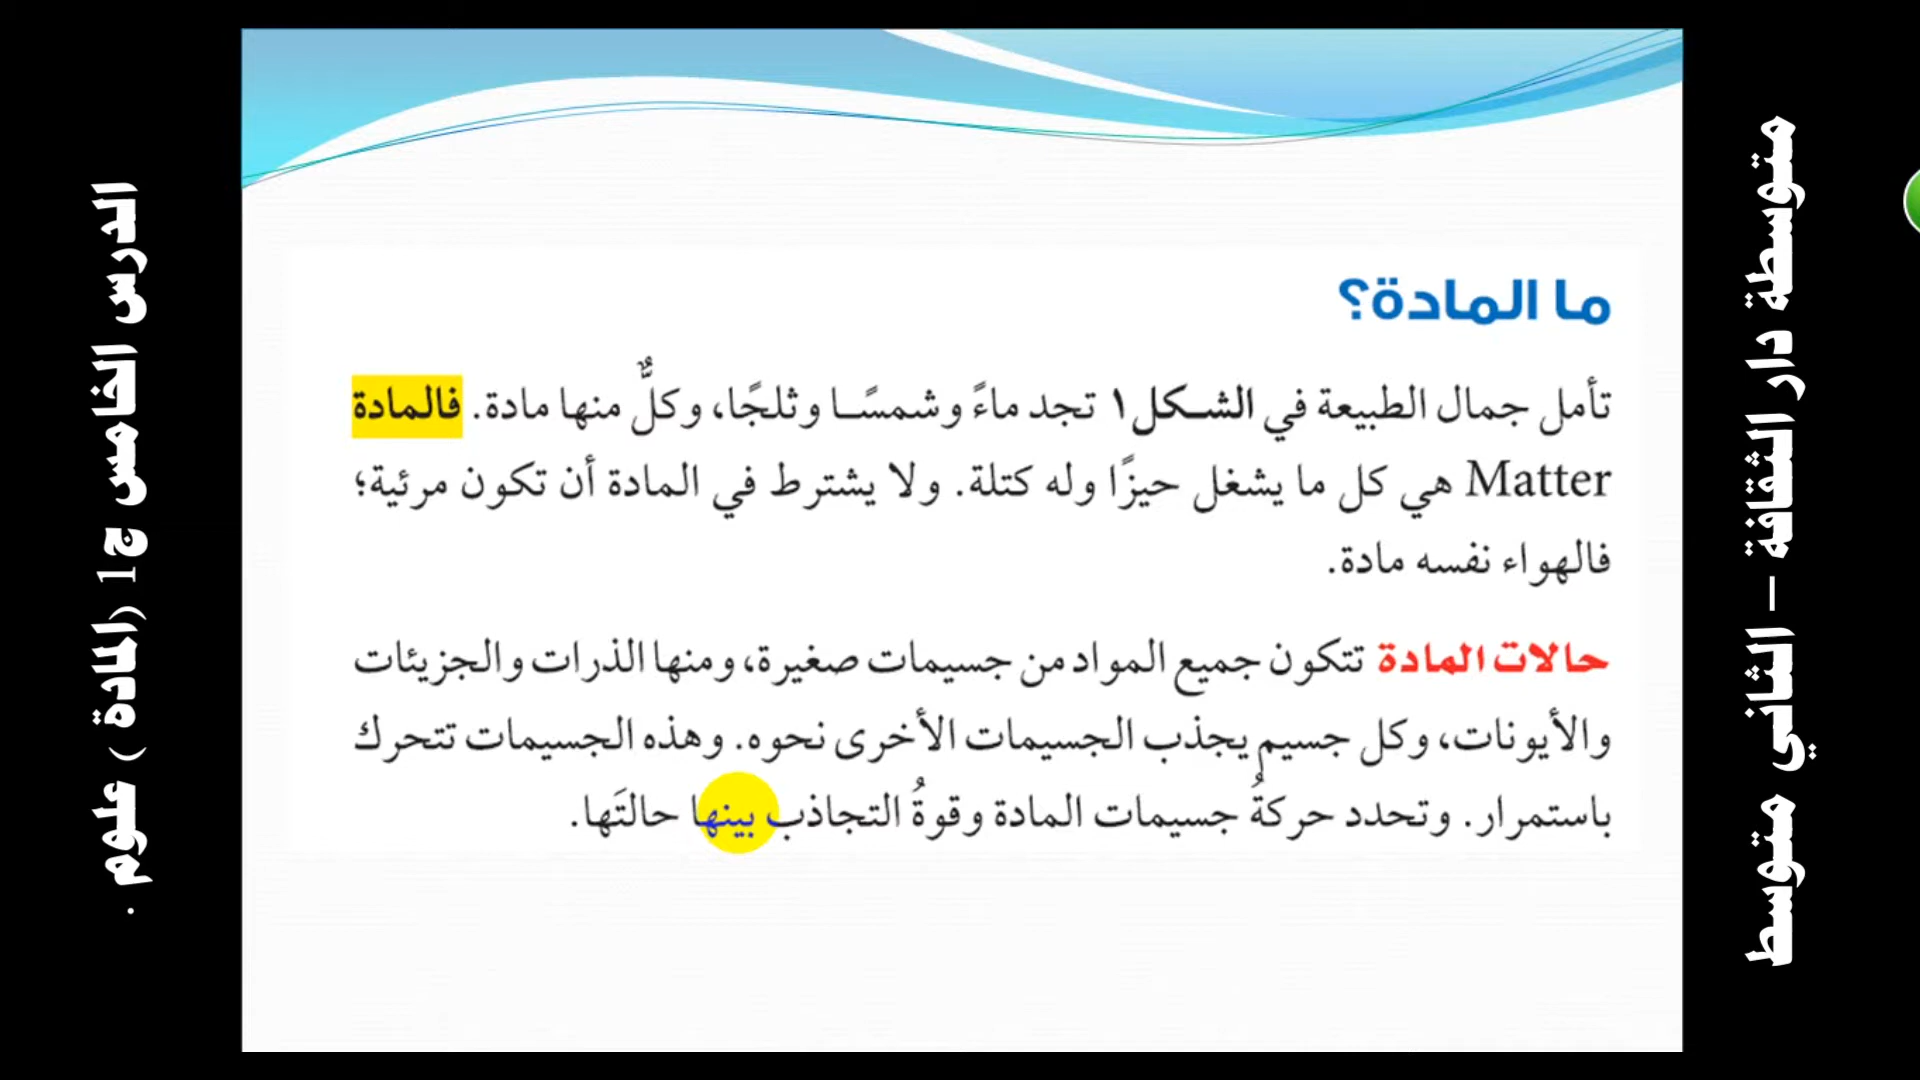 متوسطة دار الثقافة – الثاني متوسط
ما المادة؟
تأمل جمال الطبيعة في الشكل ١ تجد ماءً وشمسًا وثلجًا، وكلٌّ منها مادة. فالمادة
Matter هي كل ما يشغل حيزًا وله كتلة. ولا يشترط في المادة أن تكون مرئية؛
فالهواء نفسه مادة.
حالات المادة تتكون جميع المواد من جسيمات صغيرة، ومنها الذرات والجزيئات
والأيونات، وكل جسيم يجذب الجسيمات الأخرى نحوه. وهذه الجسيمات تتحرك
باستمرار. وتحدد حركةُ جسيمات المادة وقوةُ التجاذب بينها حالتَها.
الدرس الخامس ج1 (المادة ) علوم .